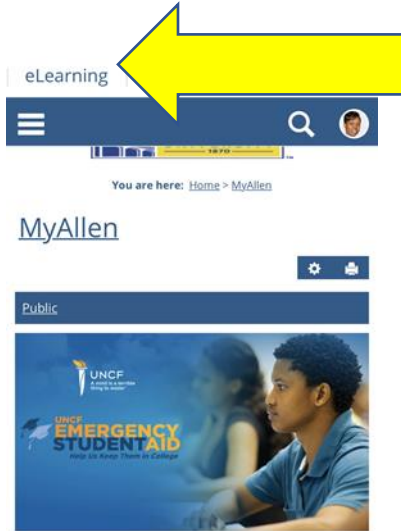 eLearning
1870
You are here: Home > MyAllen
MyAllen
Public
UNCF
A mind is a terrible
thing to waste
UNCF
EMERGENCY
STUDENT AID
Help Us Keep Them in College